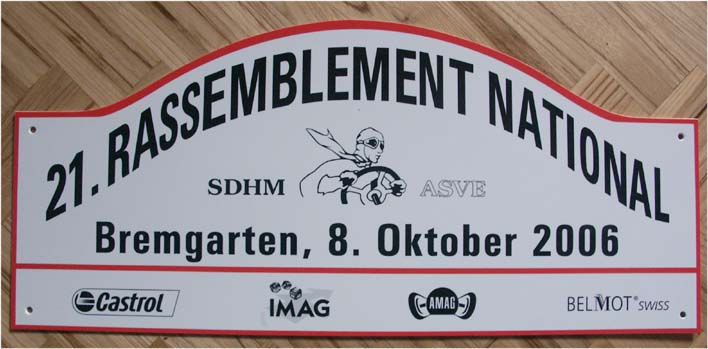 21. RASSEMBLEMENT NATIONAL
SDHM ASVE
Bremgarten, 8. Oktober 2006
Castrol IMAG AMAG BELMOT® SWISS